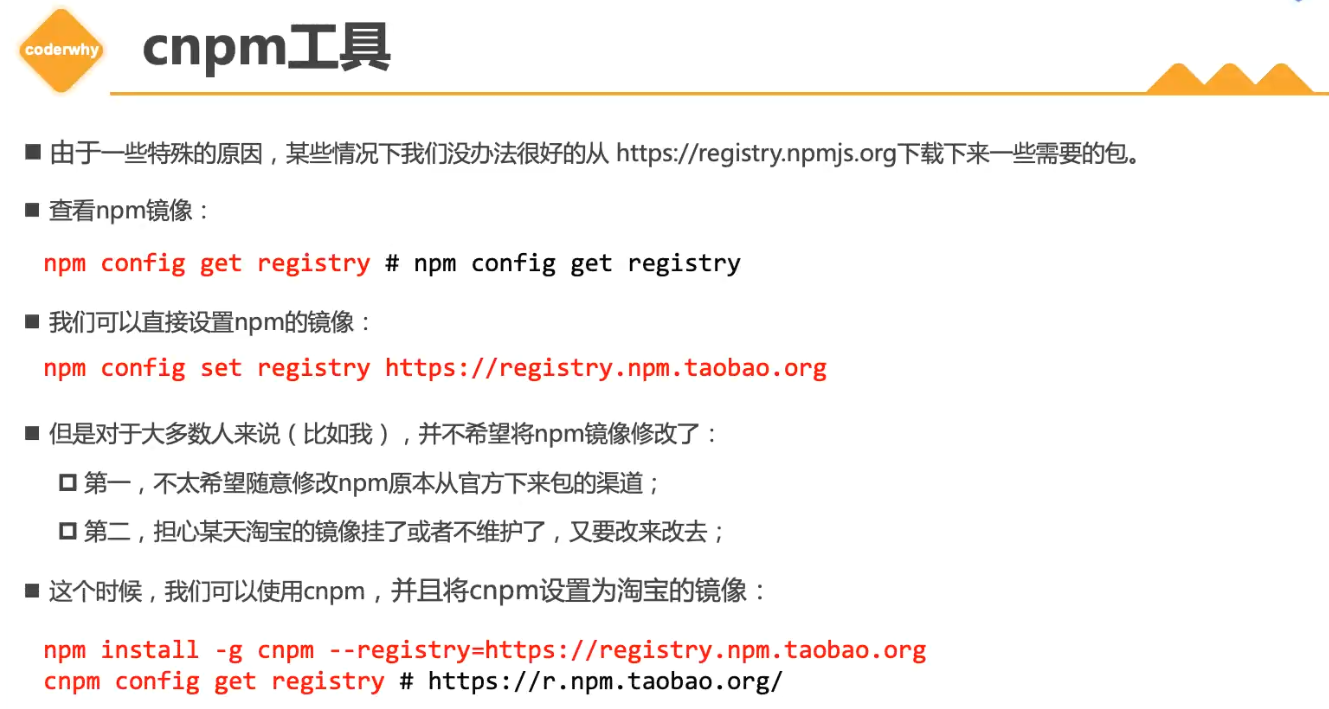 coderwhy
cnpm工具
由于一些特殊的原因，某些情况下我们没办法很好的从 https://registry.npmjs.org下载下来一些需要的包。
查看npm镜像：
npm config get registry # npm config get registry
我们可以直接设置npm的镜像：
npm config set registry https://registry.npm.taobao.org
但是对于大多数人来说（比如我），并不希望将npm镜像修改了：
第一，不太希望随意修改npm原本从官方下来包的渠道；
第二，担心某天淘宝的镜像挂了或者不维护了，又要改来改去；
这个时候，我们可以使用cnpm，并且将cnpm设置为淘宝的镜像：
npm install -g cnpm --registry=https://registry.npm.taobao.org
cnpm config get registry # https://r.npm.taobao.org/